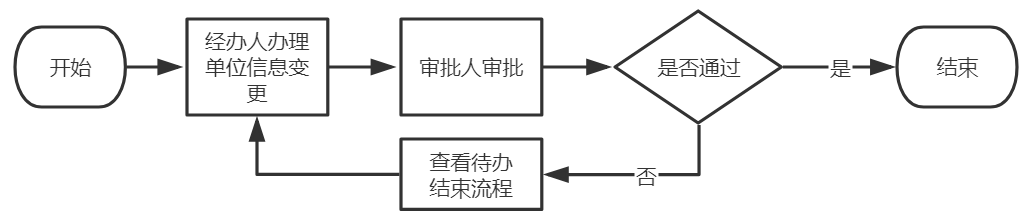 开始
经办人办理
单位信息变
更
审批人审批
是否通过
是
结束
查看待办
结束流程
否